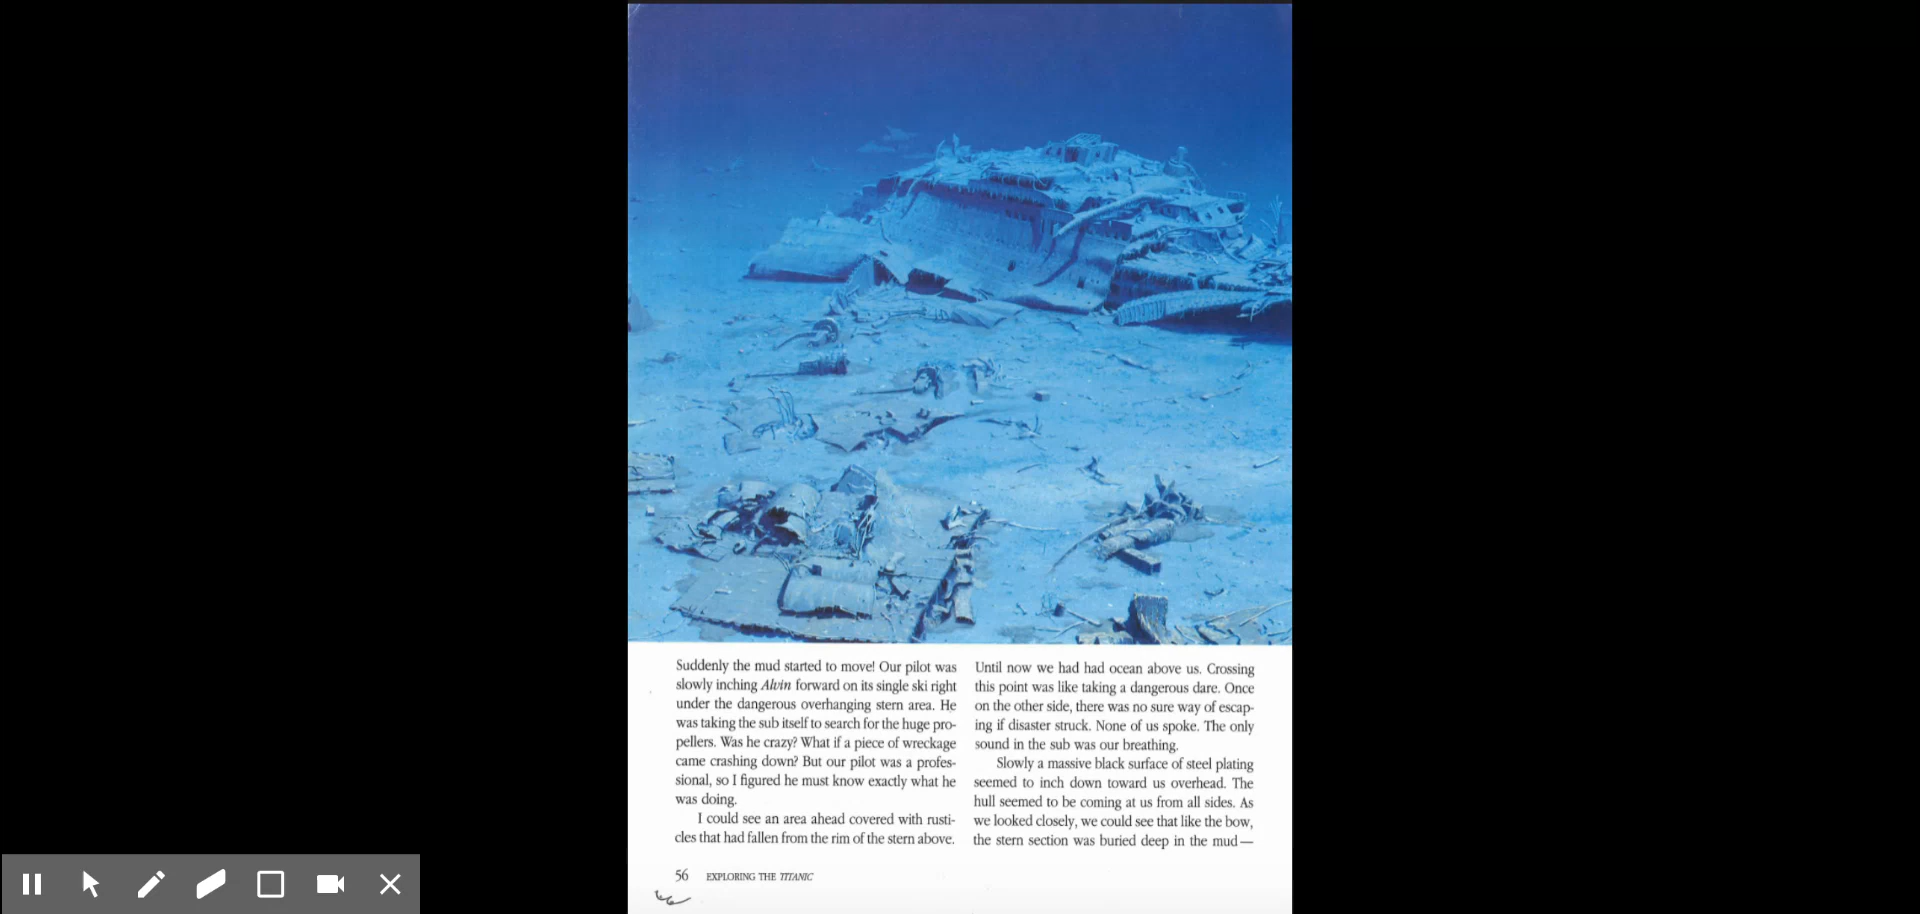 Suddenly the mud started to move! Our pilot was
slowly inching Alvin forward on its single ski right
under the dangerous overhanging stern area. He
was taking the sub itself to search for the huge pro-
pellers. Was he crazy? What if a piece of wreckage
came crashing down? But our pilot was a profes-
sional, so I figured he must know exactly what he
was doing.
I could see an area ahead covered with rusti-
cles that had fallen from the rim of the stern above.
Until now we had had ocean above us. Crossing
this point was like taking a dangerous dare. Once
on the other side, there was no sure way of escap-
ing if disaster struck. None of us spoke. The only
sound in the sub was our breathing.
Slowly a massive black surface of steel plating
seemed to inch down toward us overhead. The
hull seemed to be coming at us from all sides. As
we looked closely, we could see that like the bow,
the stern section was buried deep in the mud —
56 EXPLORING THE TITANIC